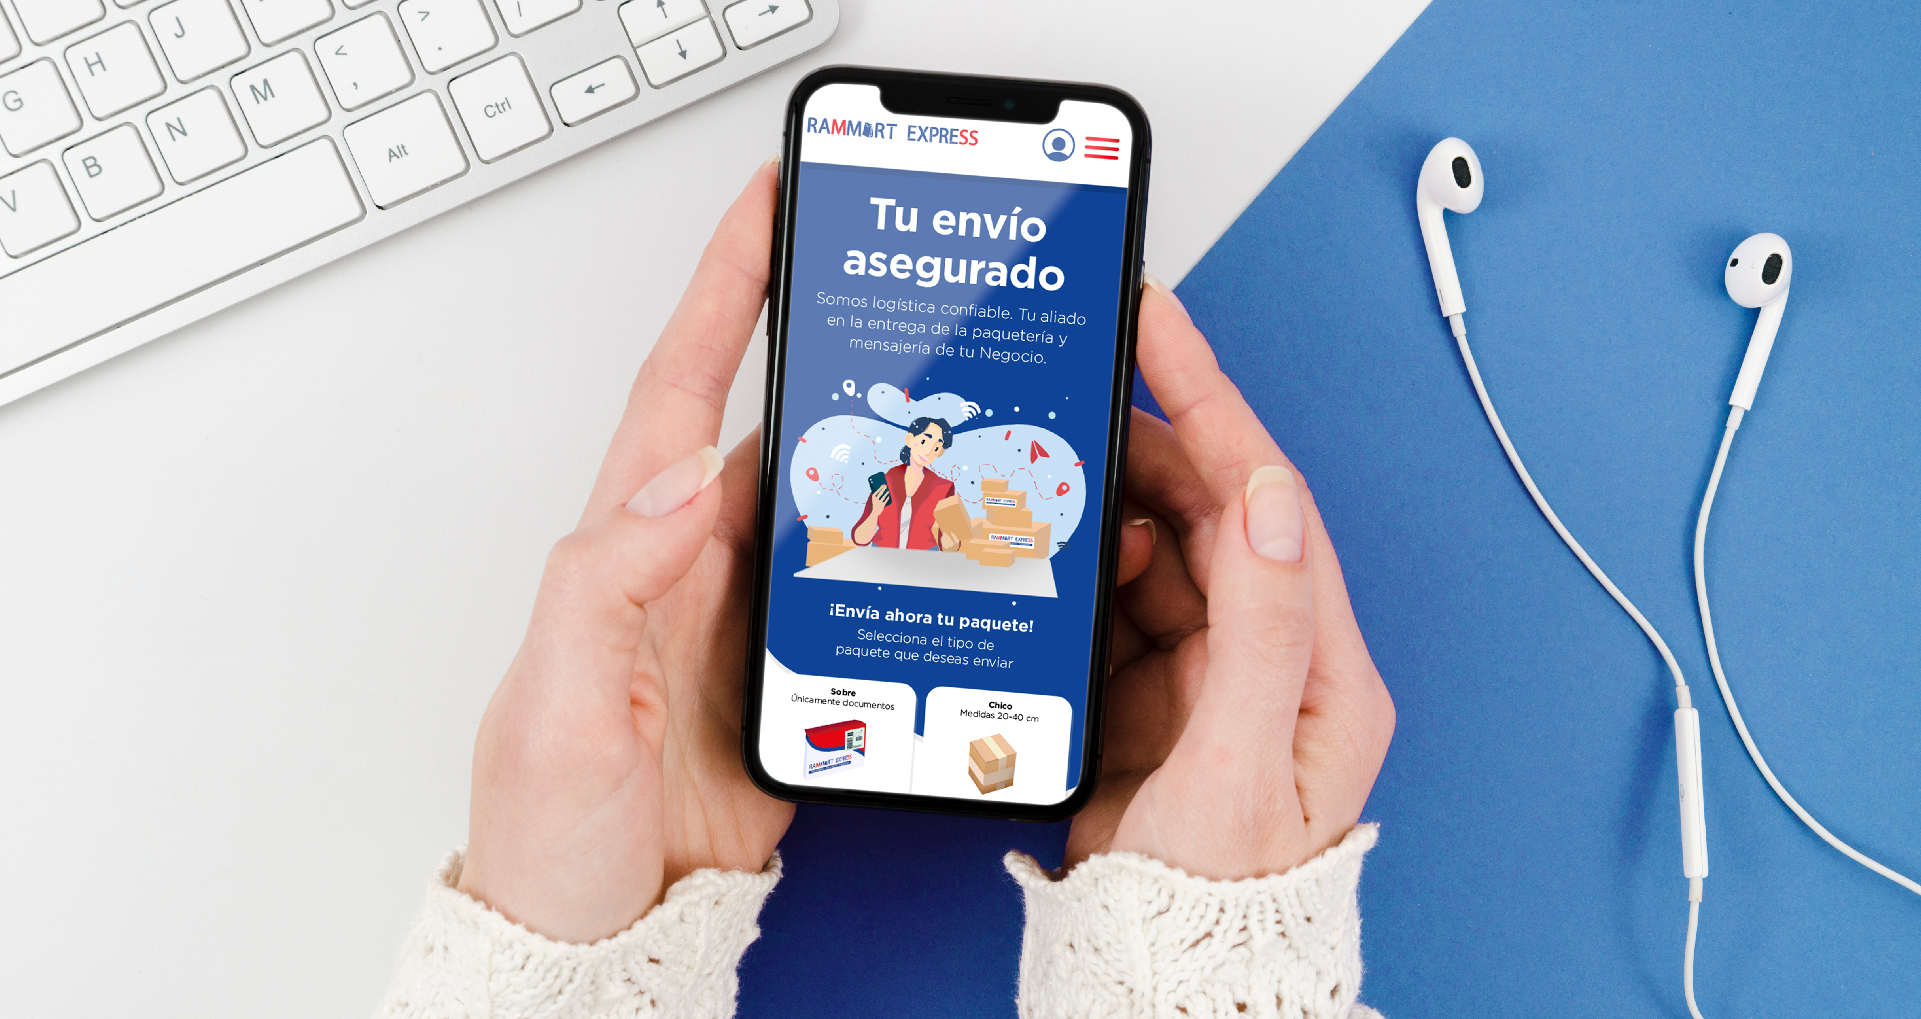 J
H
G
>
.
<
,
M
N
B
V
Alt
Ctrl
/
RAMMART EXPRESS
Tu envío
asegurado
Somos logística confiable. Tu aliado
en la entrega de la paquetería y
mensajería de tu Negocio.
RAMMART EXPRESS
RAMMART EXPRESS
¡Envía ahora tu paquete!
Selecciona el tipo de
paquete que deseas enviar
Sobre
Únicamente documentos
Chico
Medidas 20-40 cm
RAMMART EXPRESS